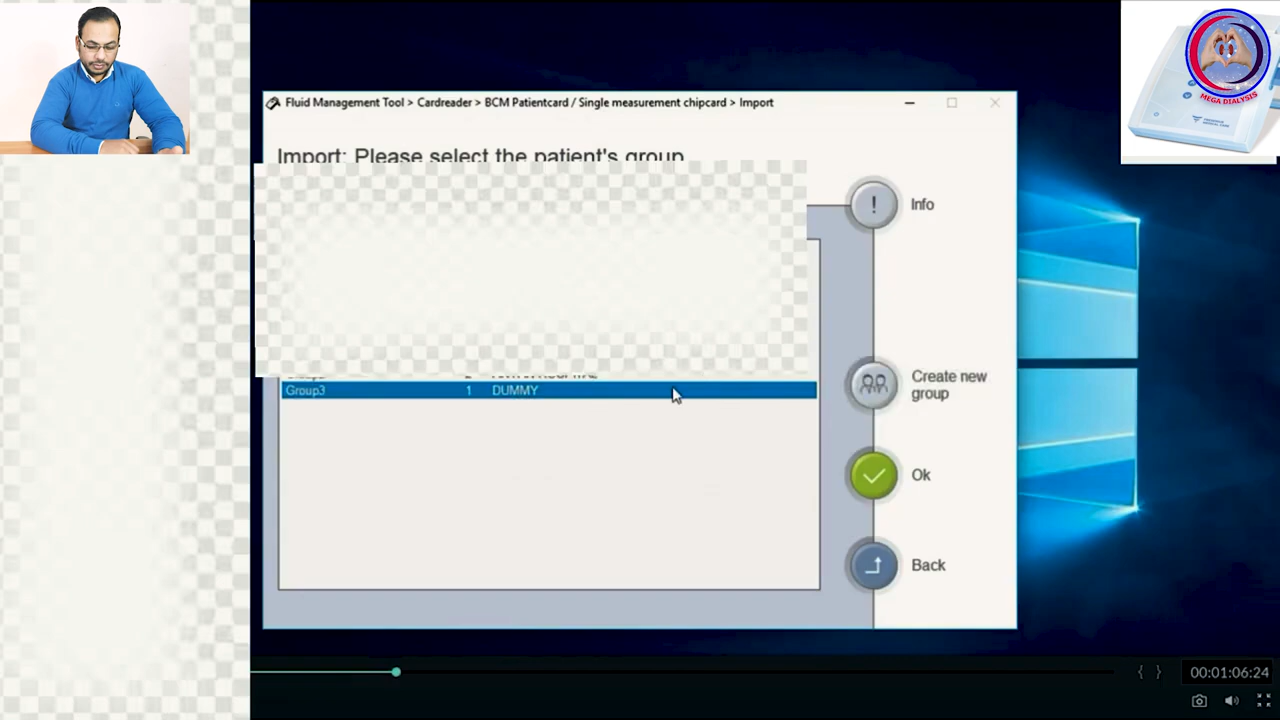 MEGA DIALYSIS
Fluid Management Tool > Cardreader > BCM Patientcard / Single measurement chipcard > Import
Import: Please select the patient's group
Info
Group3 1 DUMMY
Create new
group
Ok
Back
00:01:06:24